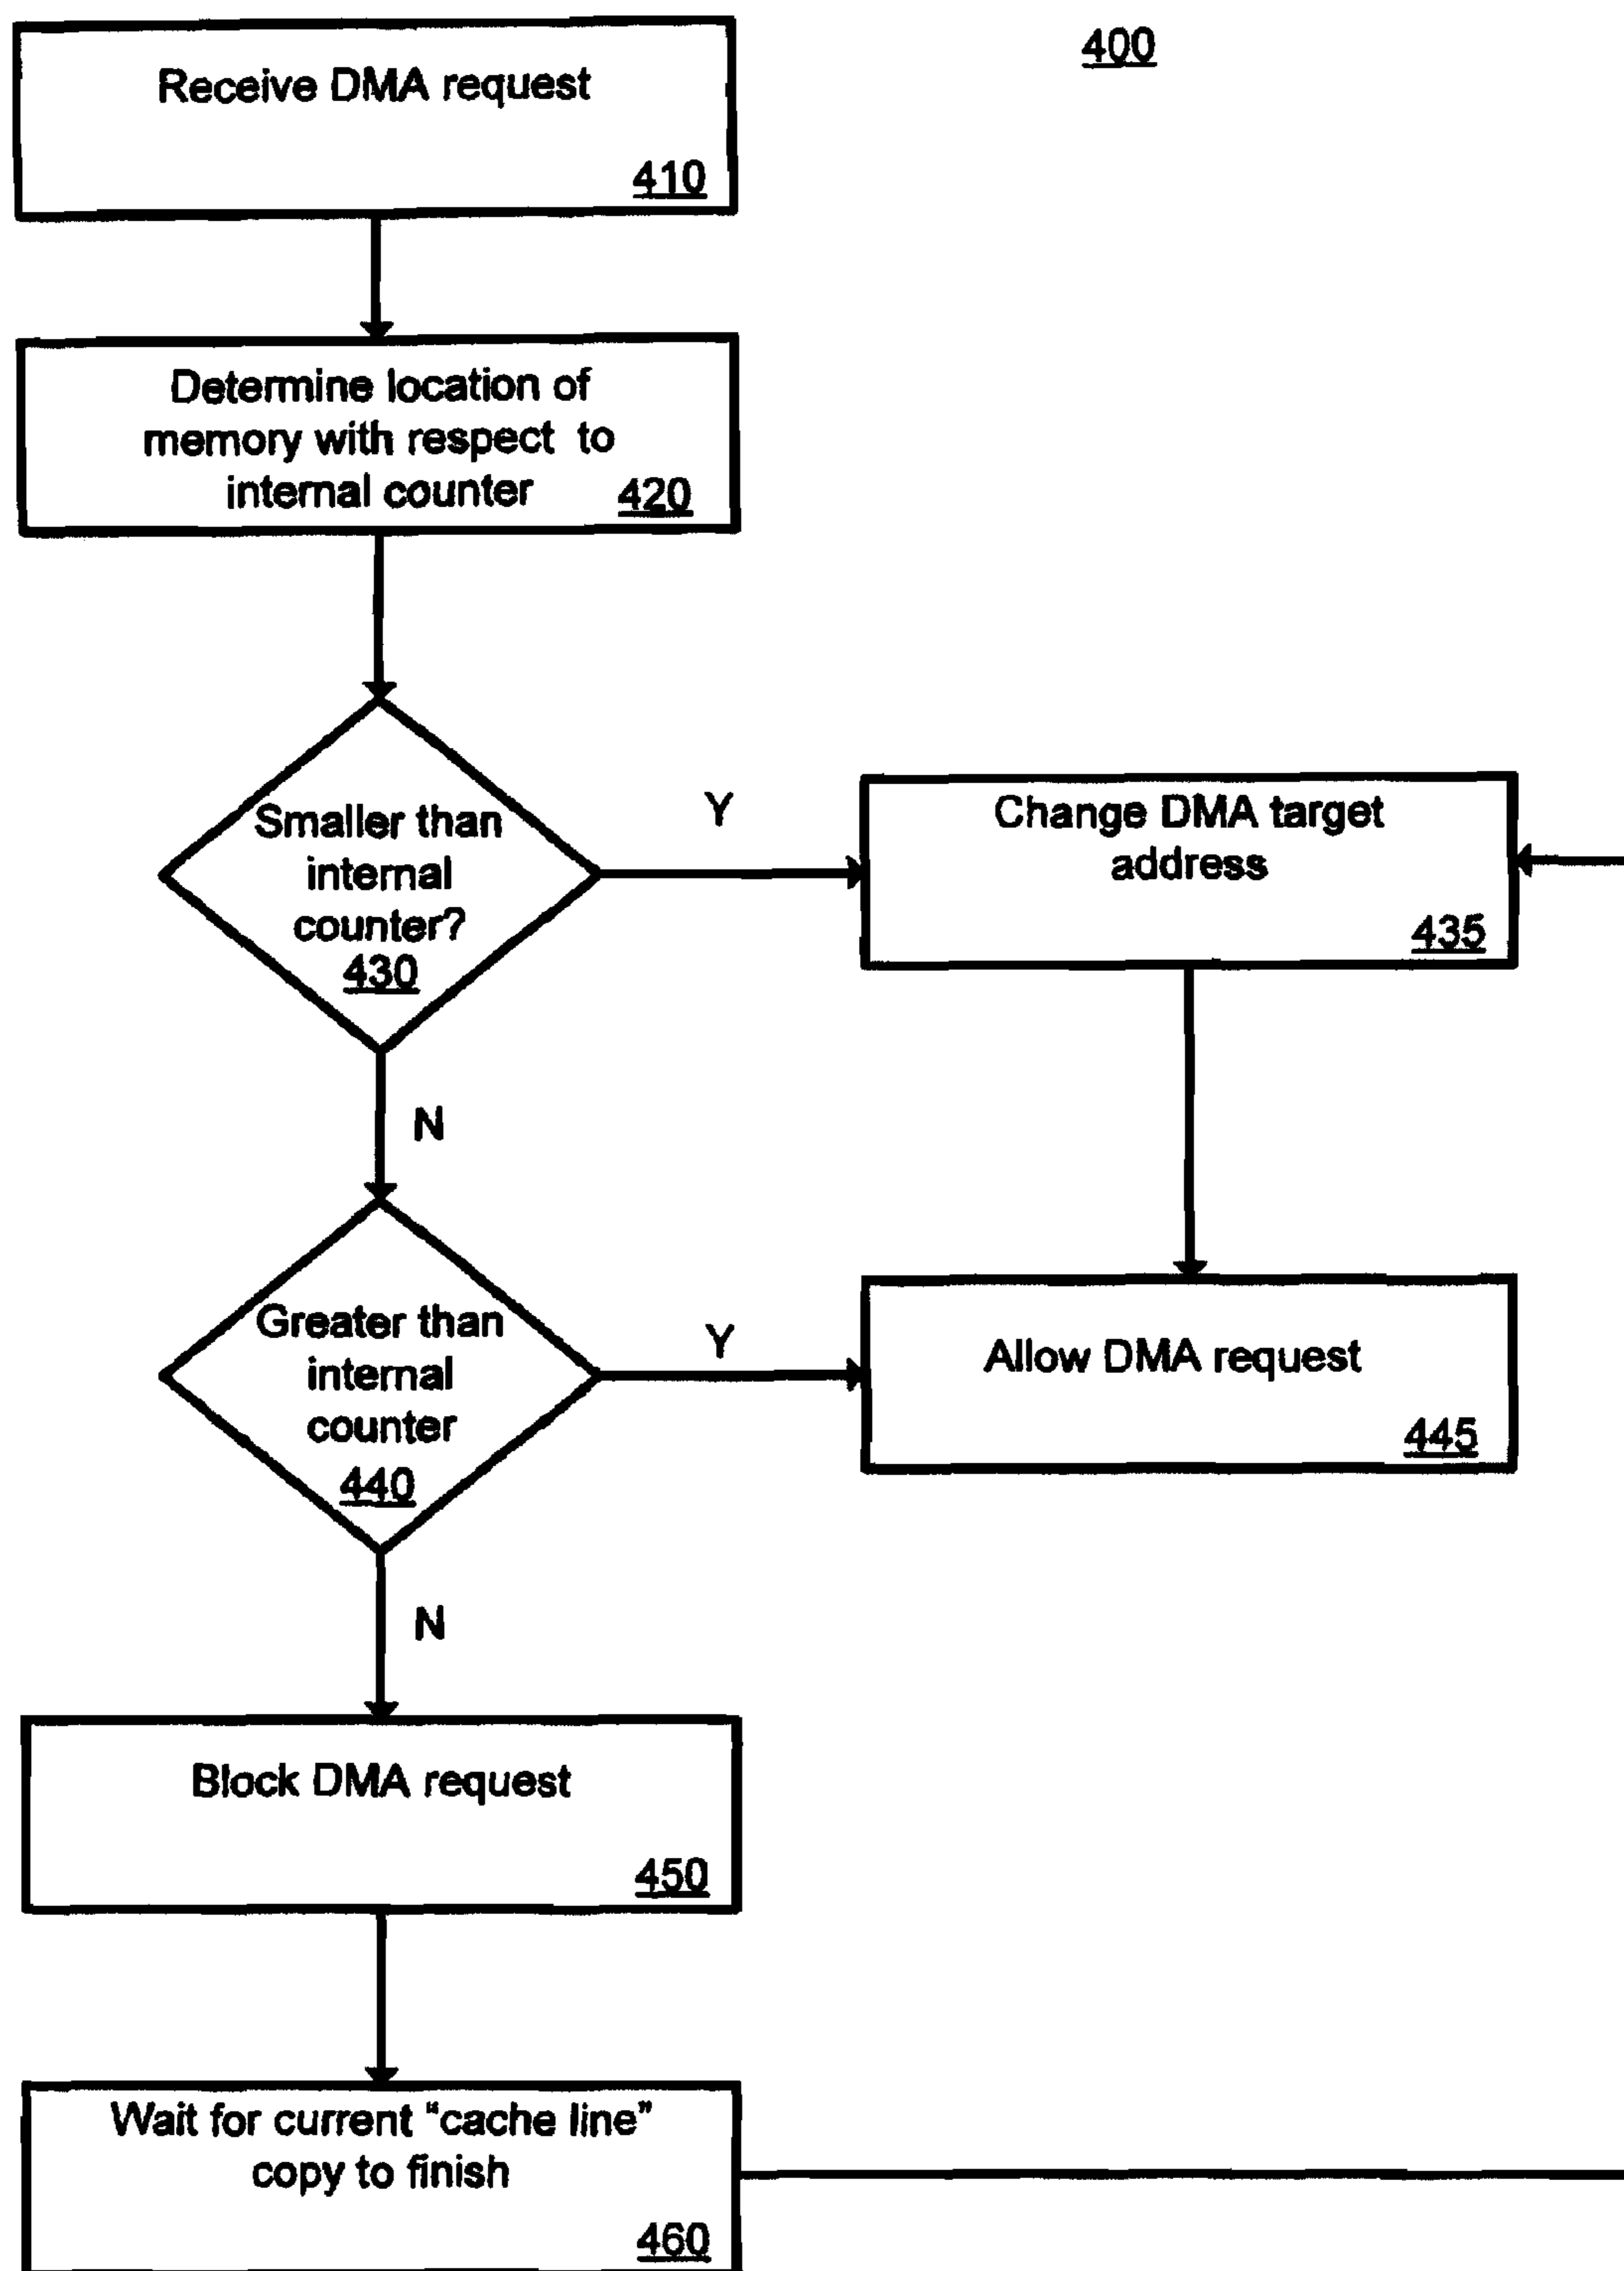 400
Receive DMA request
410
Determine location of
memory with respect to
internal counter 420
Smaller than
internal
counter?
430
Y
Change DMA target
address
435
N
Greater than
internal
counter
440
Y
Allow DMA request
445
N
Block DMA request
450
Wait for current "cache line"
copy to finish
460